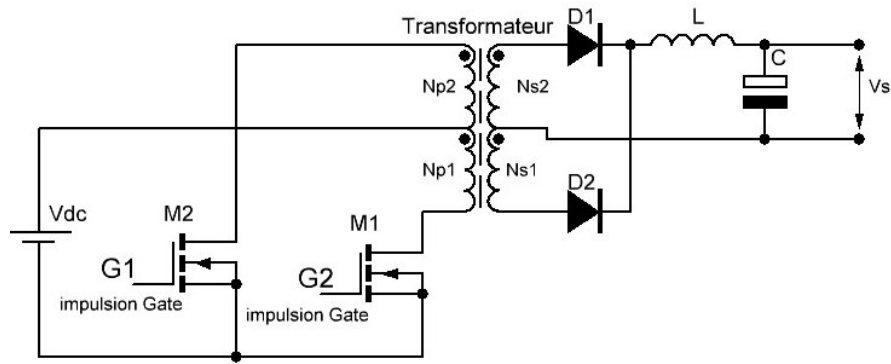 Transformateur
D1
L
C
Vs
Np2
Ns2
Np1
Ns1
D2
Vdc
M2
M1
G1
impulsion Gate
G2
impulsion Gate